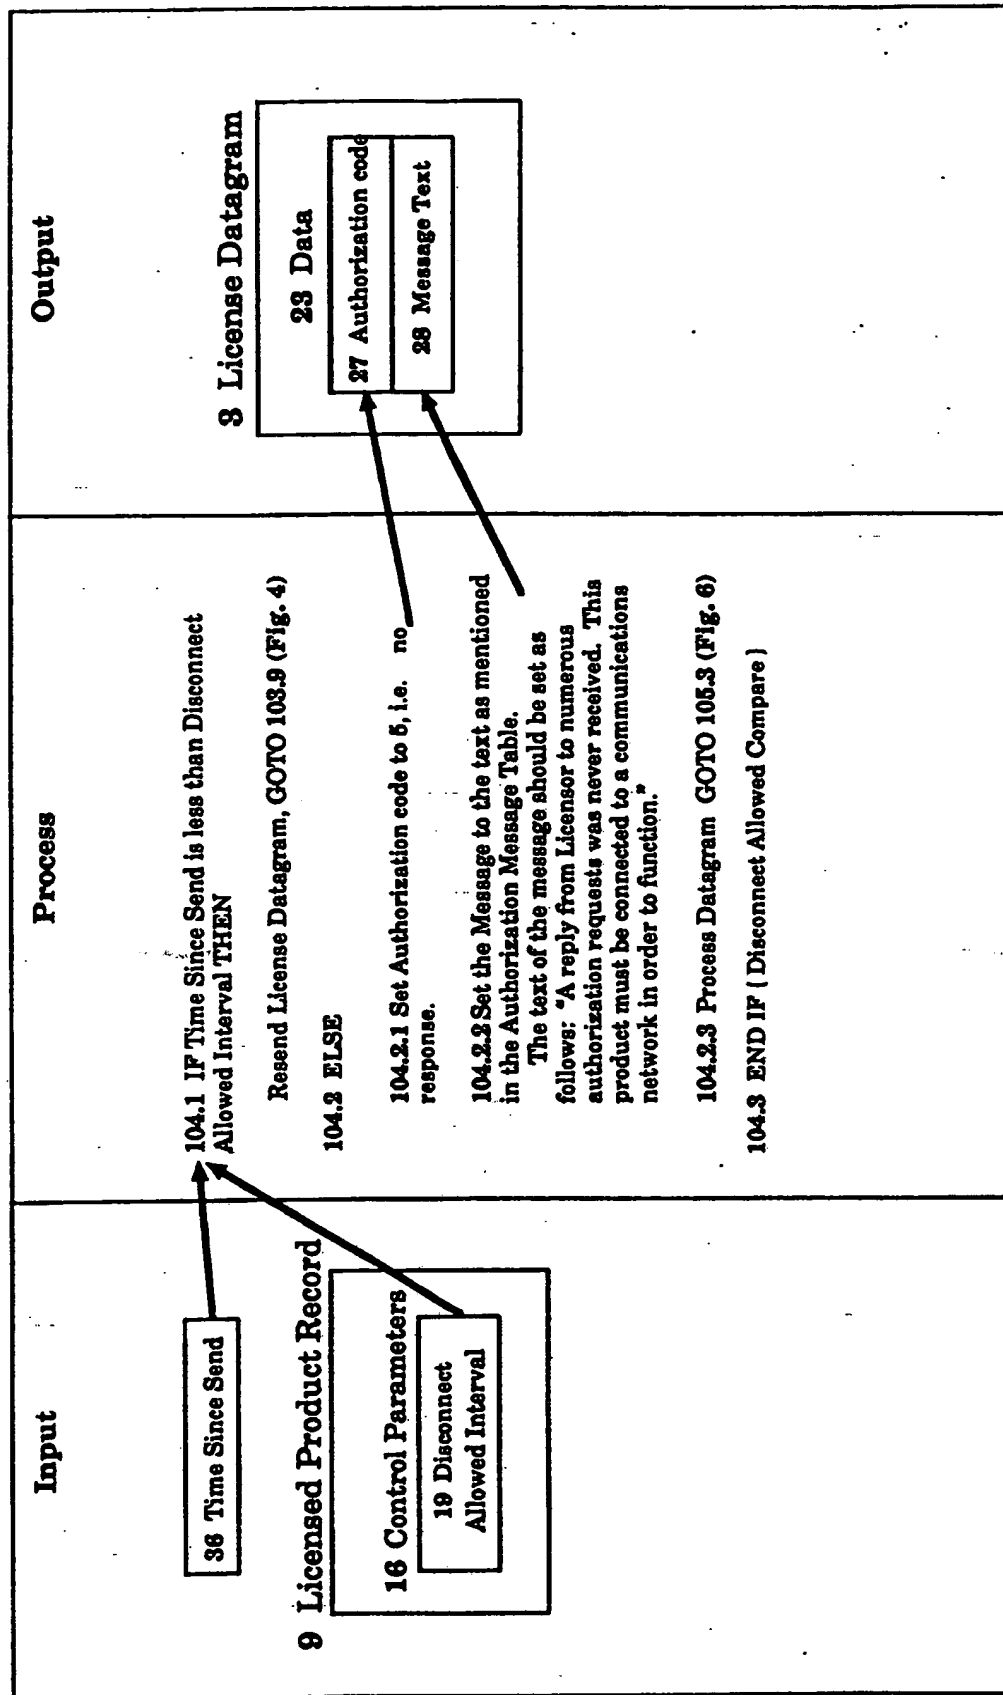 Input
36 Time Since Send
9 Licensed Product Record
16 Control Parameters
19 Disconnect
Allowed Interval
Process
104.1 IF Time Since Send is less than Disconnect
Allowed Interval THEN
Resend License Datagram, GOTO 103.9 (Fig. 4)
104.2 ELSE
104.2.1 Set Authorization code to 5, i.e. no
response.
104.2.2 Set the Message to the text as mentioned
in the Authorization Message Table.
The text of the message should be set as
follows: "A reply from Licensor to numerous
authorization requests was never received. This
product must be connected to a communications
network in order to function."
104.2.3 Process Datagram GOTO 105.3 (Fig. 6)
104.3 END IF ( Disconnect Allowed Compare )
Output
3 License Datagram
23 Data
27 Authorization code
28 Message Text